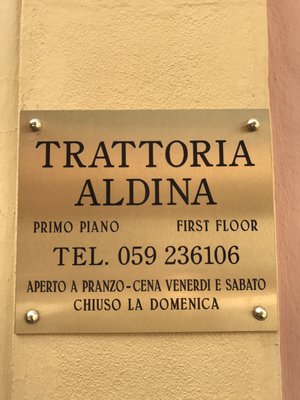 TRATTORIA
ALDINA
PRIMO PIANO FIRST FLOOR
TEL. 059 236106
APERTO A PRANZO-CENA VENERDI E SABATO
CHIUSO LA DOMENICA